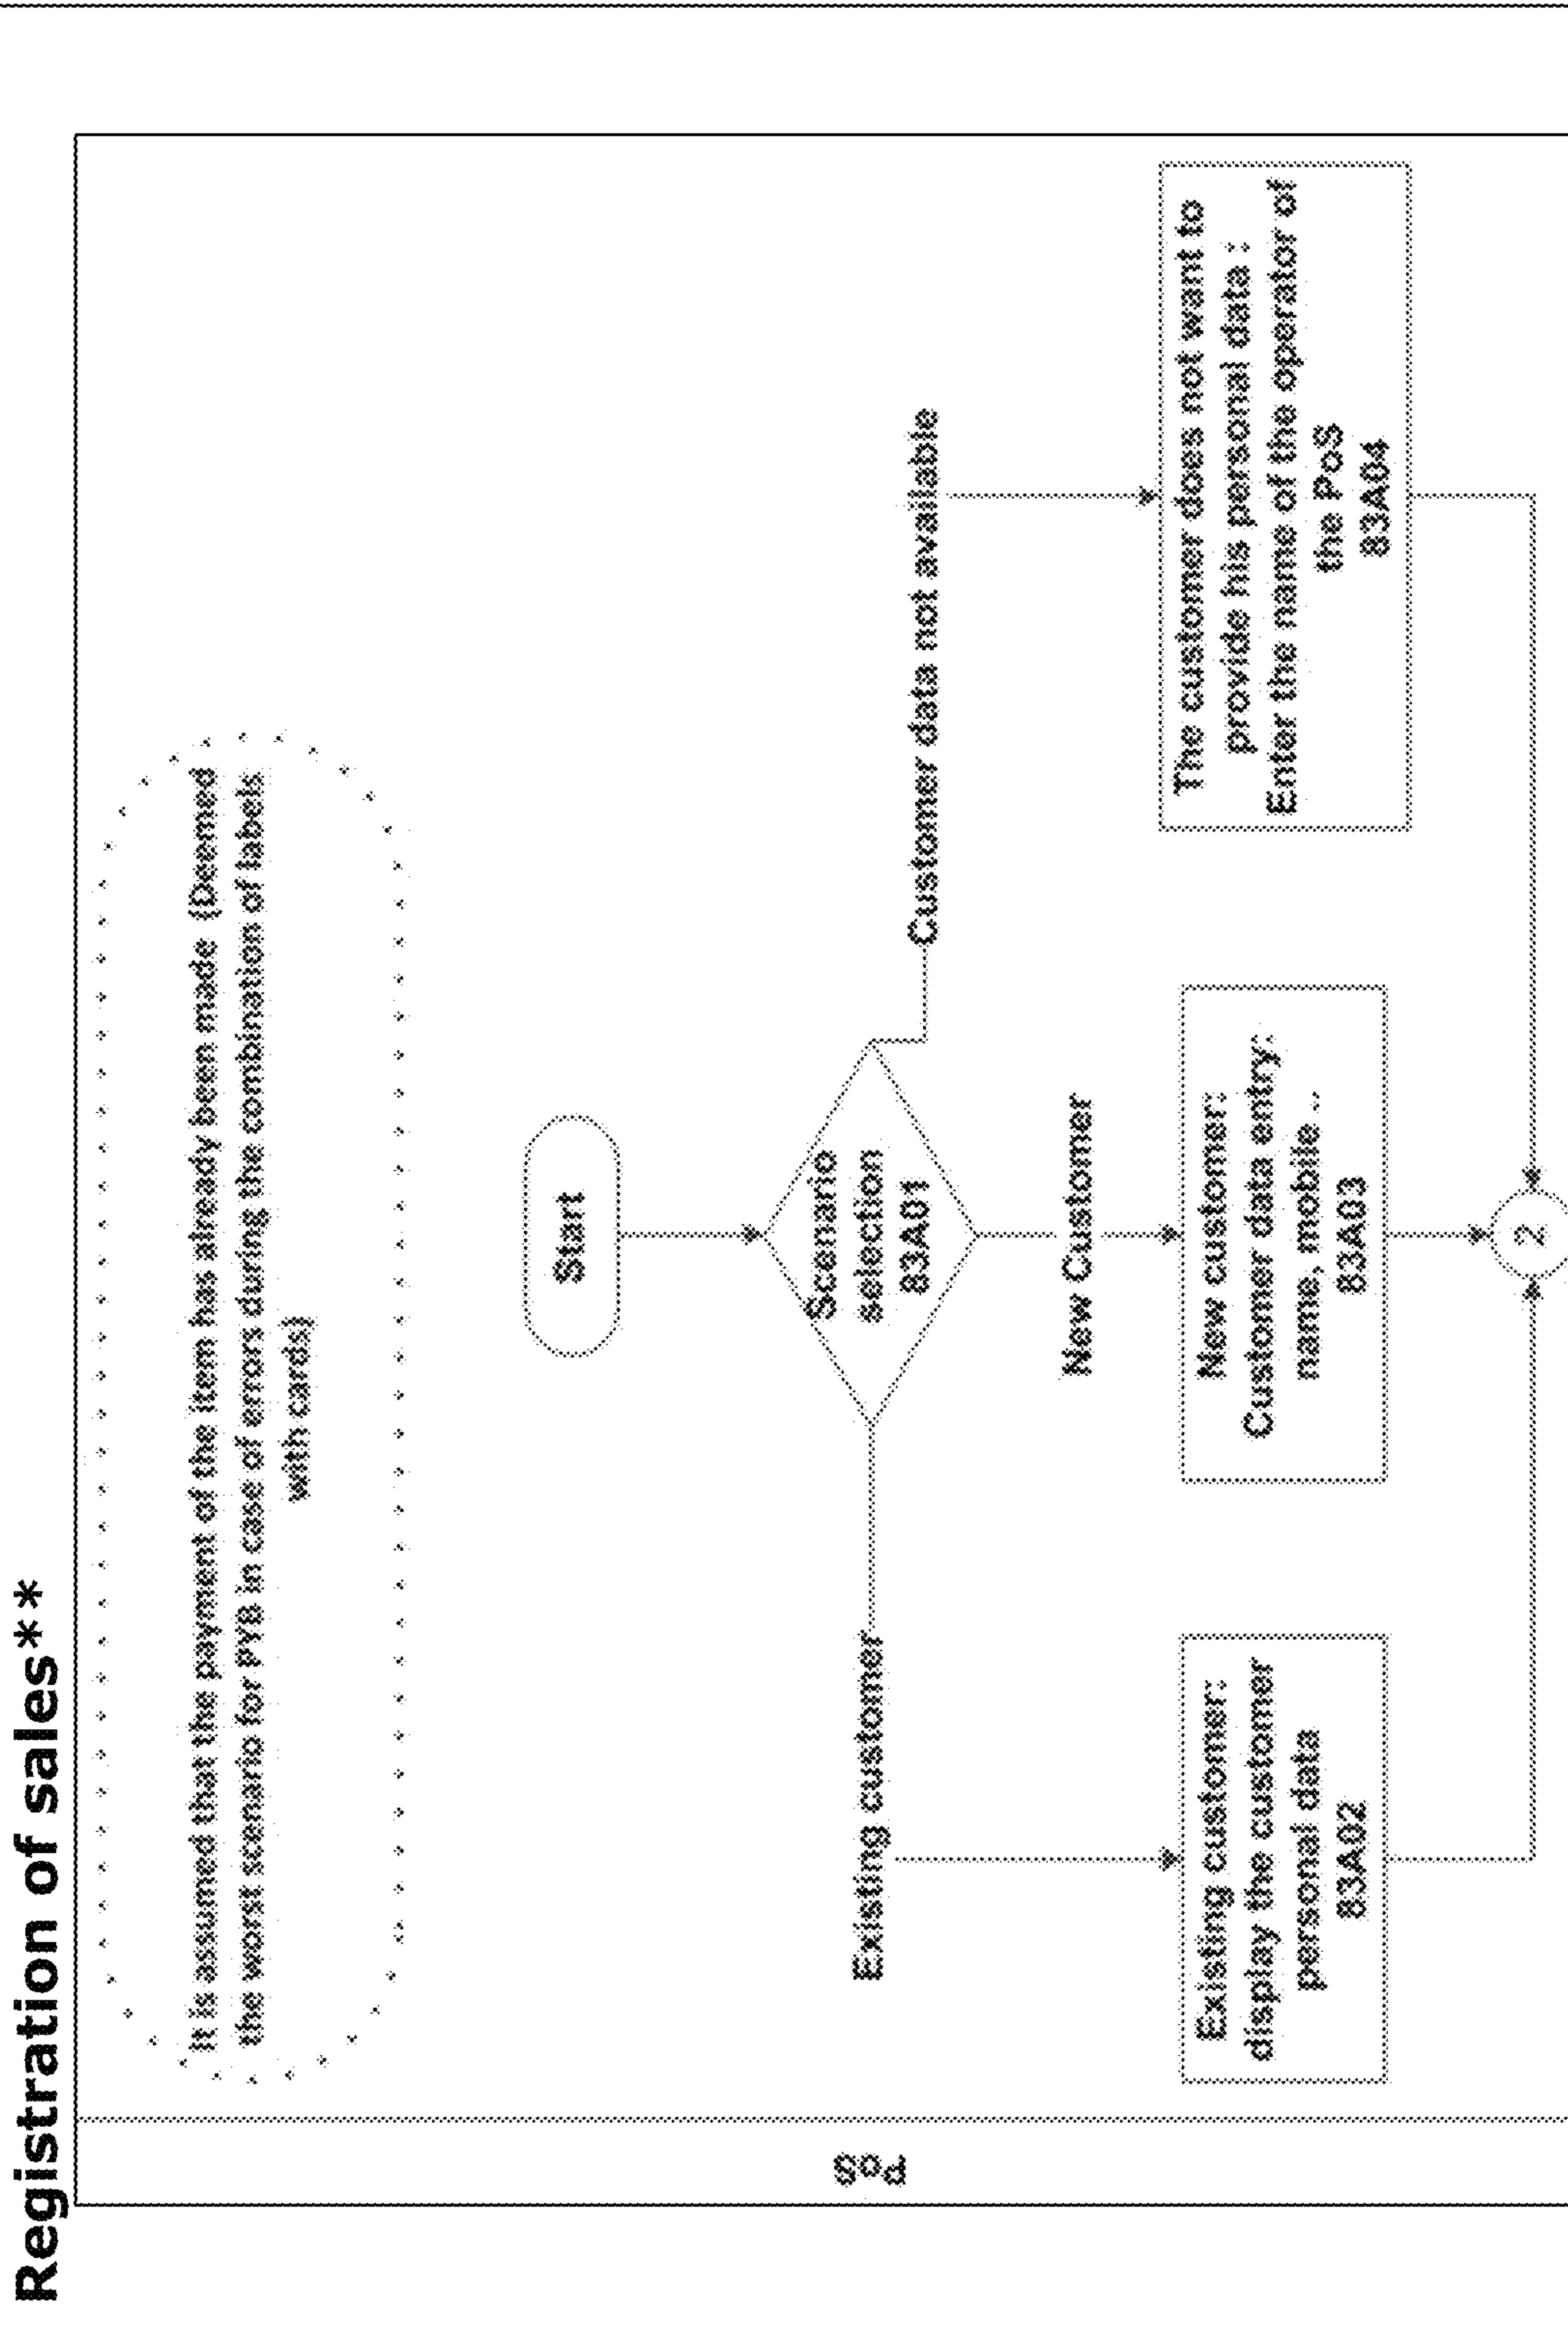 Registration of sales**
It is assumed that the payment of the item has already been made (Deemed
the worst scenario for PYB in case of errors during the combination of labels
with cards)
PoS
Start
Scenario
selection
83A01
Existing customer
New Customer
Customer data not available
Existing customer:
display the customer
personal data
83A02
New customer:
Customer data entry:
name, mobile..
83A03
The customer does not want to
provide his personal data :
Enter the name of the operator of
the PoS
83A04
2